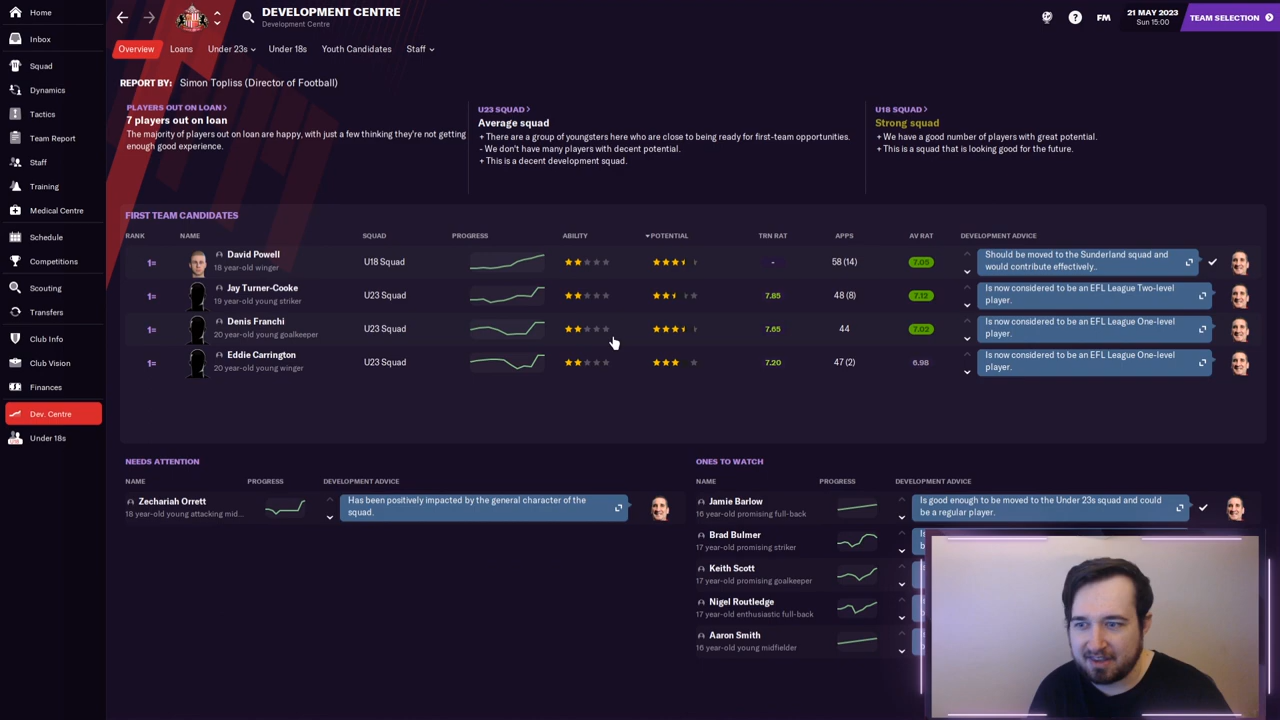 Home
Inbox
Squad
Dynamics
Tactics
Team Report
Staff
Training
Medical Centre
Schedule
Competitions
Scouting
Transfers
Club Info
Club Vision
Finances
Dev. Centre
Under 18s
DEVELOPMENT CENTRE
Development Centre
?
FM
21 MAY 2023
Sun 15:00
TEAM SELECTION
Overview
Loans
Under 23s
Under 18s
Youth Candidates
Staff
REPORT BY: Simon Topliss (Director of Football)
PLAYERS OUT ON LOAN >
7 players out on loan
The majority of players out on loan are happy, with just a few thinking they're not getting
enough good experience.
U23 SQUAD >
Average squad
+ There are a group of youngsters here who are close to being ready for first-team opportunities.
- We don't have many players with decent potential.
+ This is a decent development squad.
U18 SQUAD >
Strong squad
+ We have a good number of players with great potential.
+ This is a squad that is looking good for the future.
FIRST TEAM CANDIDATES
RANK NAME SQUAD PROGRESS ABILITY POTENTIAL TRN RAT APPS AV RAT DEVELOPMENT ADVICE
1= David Powell U18 Squad - 58 (14) 7.05
18 year-old winger
Should be moved to the Sunderland squad and
would contribute effectively..
1= Jay Turner-Cooke U23 Squad 7.85 48 (8) 7.12
19 year-old young striker
Is now considered to be an EFL League Two-level
player.
1= Denis Franchi U23 Squad 7.65 44 7.02
20 year-old young goalkeeper
Is now considered to be an EFL League One-level
player.
1= Eddie Carrington U23 Squad 7.20 47 (2) 6.98
20 year-old young winger
Is now considered to be an EFL League One-level
player.
NEEDS ATTENTION
NAME PROGRESS DEVELOPMENT ADVICE
Zechariah Orrett
18 year-old young attacking mid...
Has been positively impacted by the general character of the
squad.
ONES TO WATCH
NAME PROGRESS DEVELOPMENT ADVICE
Jamie Barlow
16 year-old promising full-back
Is good enough to be moved to the Under 23s squad and could
be a regular player.
Brad Bulmer
17 year-old promising striker
Keith Scott
17 year-old promising goalkeeper
Nigel Routledge
17 year-old enthusiastic full-back
Aaron Smith
16 year-old young midfielder